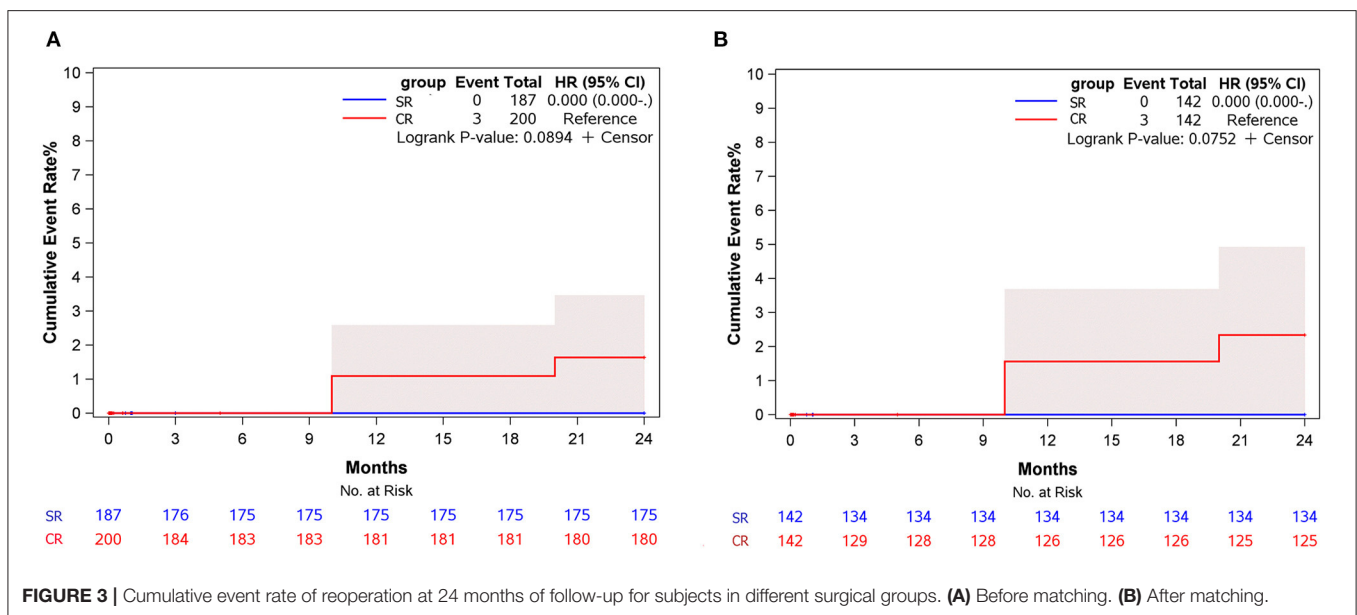 A
group Event Total HR (95% CI)
SR 0 187 0.000 (0.000-.)
CR 3 200 Reference
Logrank P-value: 0.0894 + Censor
Cumulative Event Rate%
10
9
8
7
6
5
4
3
2
1
0
0 3 6 9 12 15 18 21 24
Months
No. at Risk
SR 187 176 175 175 175 175 175 175 175
CR 200 184 183 183 181 181 181 180 180
B
group Event Total HR (95% CI)
SR 0 142 0.000 (0.000-.)
CR 3 142 Reference
Logrank P-value: 0.0752 + Censor
Cumulative Event Rate%
10
9
8
7
6
5
4
3
2
1
0
0 3 6 9 12 15 18 21 24
Months
No. at Risk
SR 142 134 134 134 134 134 134 134 134
CR 142 129 128 128 126 126 126 125 125
FIGURE 3 | Cumulative event rate of reoperation at 24 months of follow-up for subjects in different surgical groups. (A) Before matching. (B) After matching.